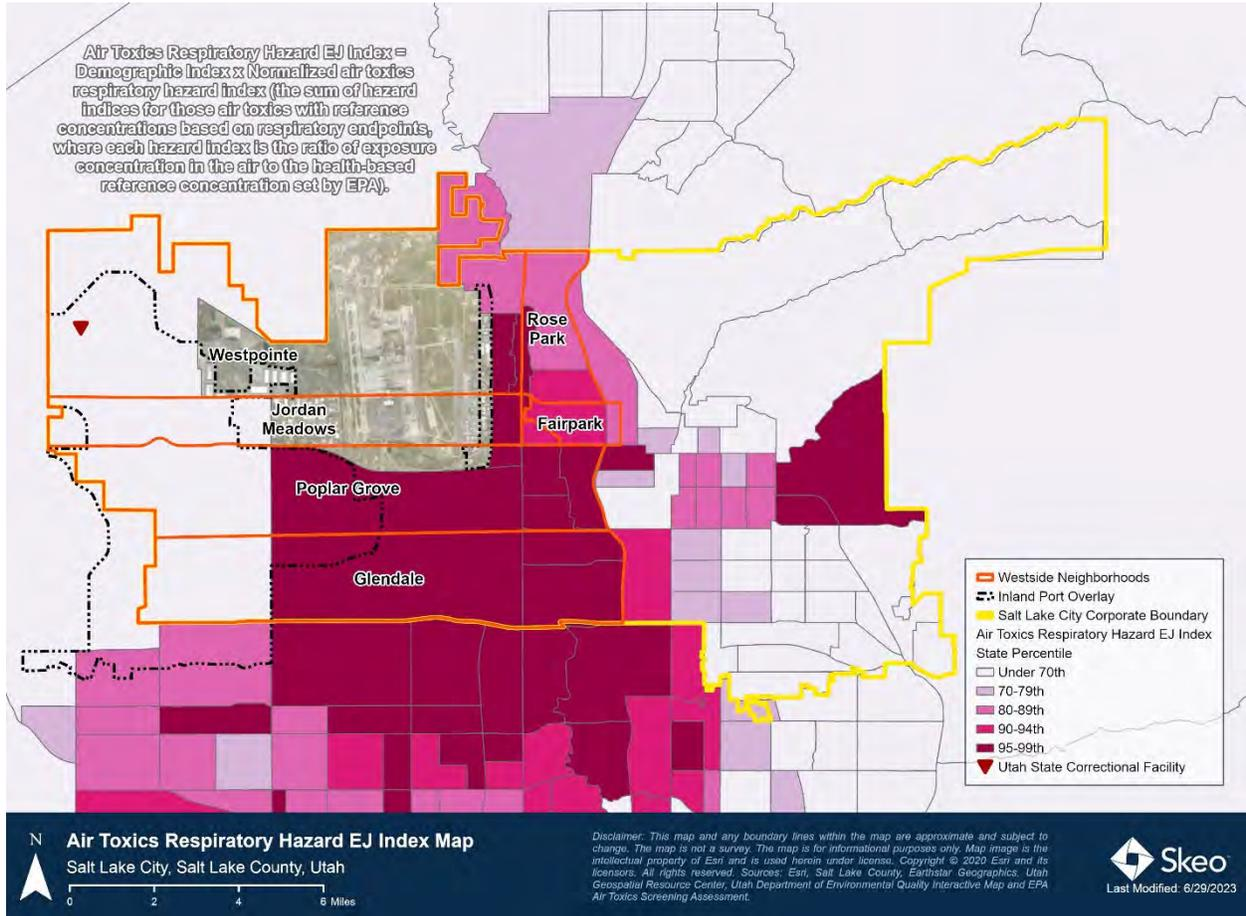 Air Toxics Respiratory Hazard EJ Index =
Demographic Index x Normalized air toxics
respiratory hazard index (the sum of hazard
indices for those air toxics with reference
concentrations based on respiratory endpoints,
where each hazard index is the ratio of exposure
concentration in the air to the health-based
reference concentration set by EPA).
Rose
Park
Westpointe
Jordan
Meadows
Fairpark
Poplar Grove
Glendale
Westside Neighborhoods
Inland Port Overlay
Salt Lake City Corporate Boundary
Air Toxics Respiratory Hazard EJ Index
State Percentile
Under 70th
70-79th
80-89th
90-94th
95-99th
Utah State Correctional Facility
N
Air Toxics Respiratory Hazard EJ Index Map
Salt Lake City, Salt Lake County, Utah
0 2 4 6 Miles
Disclaimer: This map and any boundary lines within the map are approximate and subject to
change. The map is not a survey. The map is for informational purposes only. Map image is the
intellectual property of Esri and is used herein under license. Copyright © 2020 Esri and its
licensors. All rights reserved. Sources: Esri, Salt Lake County, Earthstar Geographics, Utah
Geospatial Resource Center, Utah Department of Environmental Quality Interactive Map and EPA
Air Toxics Screening Assessment.
Skeo
Last Modified: 6/29/2023